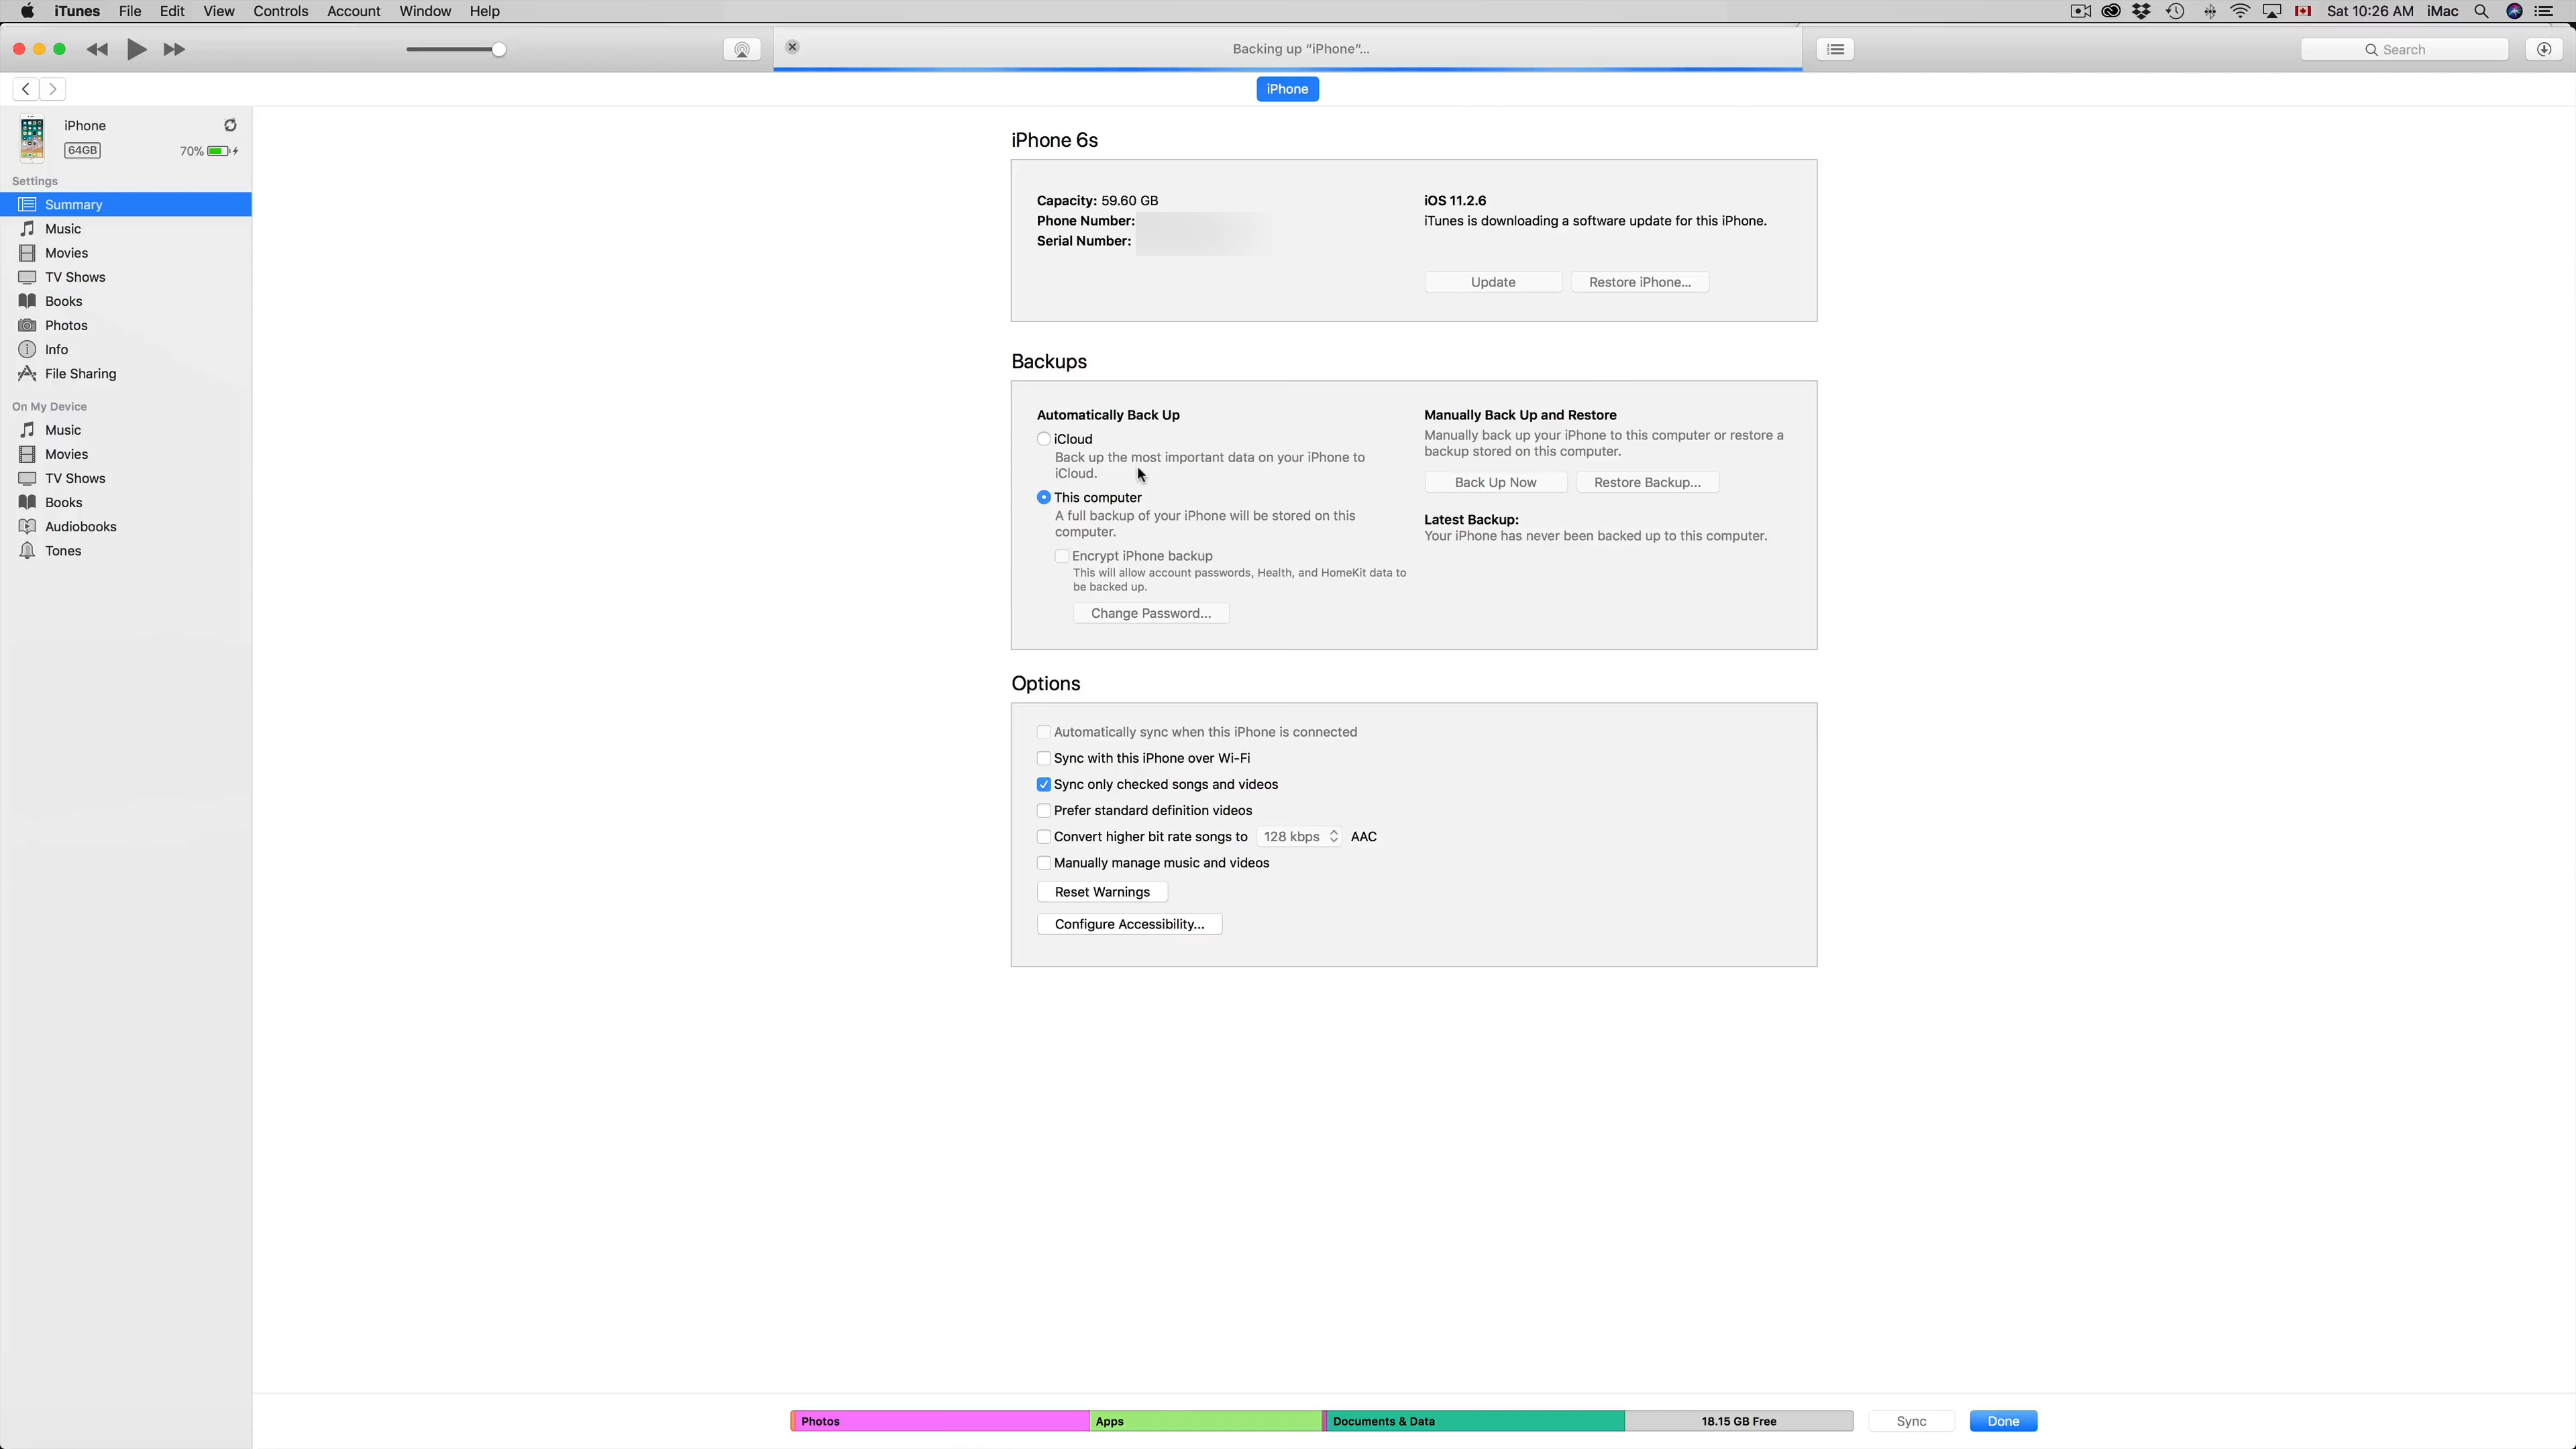 iTunes File Edit View Controls Account Window Help
Sat 10:26 AM iMac
Backing up “iPhone”...
Search
iPhone
iPhone
64GB
70%
Settings
Summary
Music
Movies
TV Shows
Books
Photos
Info
File Sharing
On My Device
Music
Movies
TV Shows
Books
Audiobooks
Tones
iPhone 6s
Capacity: 59.60 GB
Phone Number:
Serial Number:
iOS 11.2.6
iTunes is downloading a software update for this iPhone.
Update
Restore iPhone...
Backups
Automatically Back Up
iCloud
Back up the most important data on your iPhone to
iCloud.
This computer
A full backup of your iPhone will be stored on this
computer.
Encrypt iPhone backup
This will allow account passwords, Health, and HomeKit data to
be backed up.
Change Password...
Manually Back Up and Restore
Manually back up your iPhone to this computer or restore a
backup stored on this computer.
Back Up Now
Restore Backup...
Latest Backup:
Your iPhone has never been backed up to this computer.
Options
Automatically sync when this iPhone is connected
Sync with this iPhone over Wi-Fi
Sync only checked songs and videos
Prefer standard definition videos
Convert higher bit rate songs to 128 kbps AAC
Manually manage music and videos
Reset Warnings
Configure Accessibility...
Photos
Apps
Documents & Data
18.15 GB Free
Sync
Done